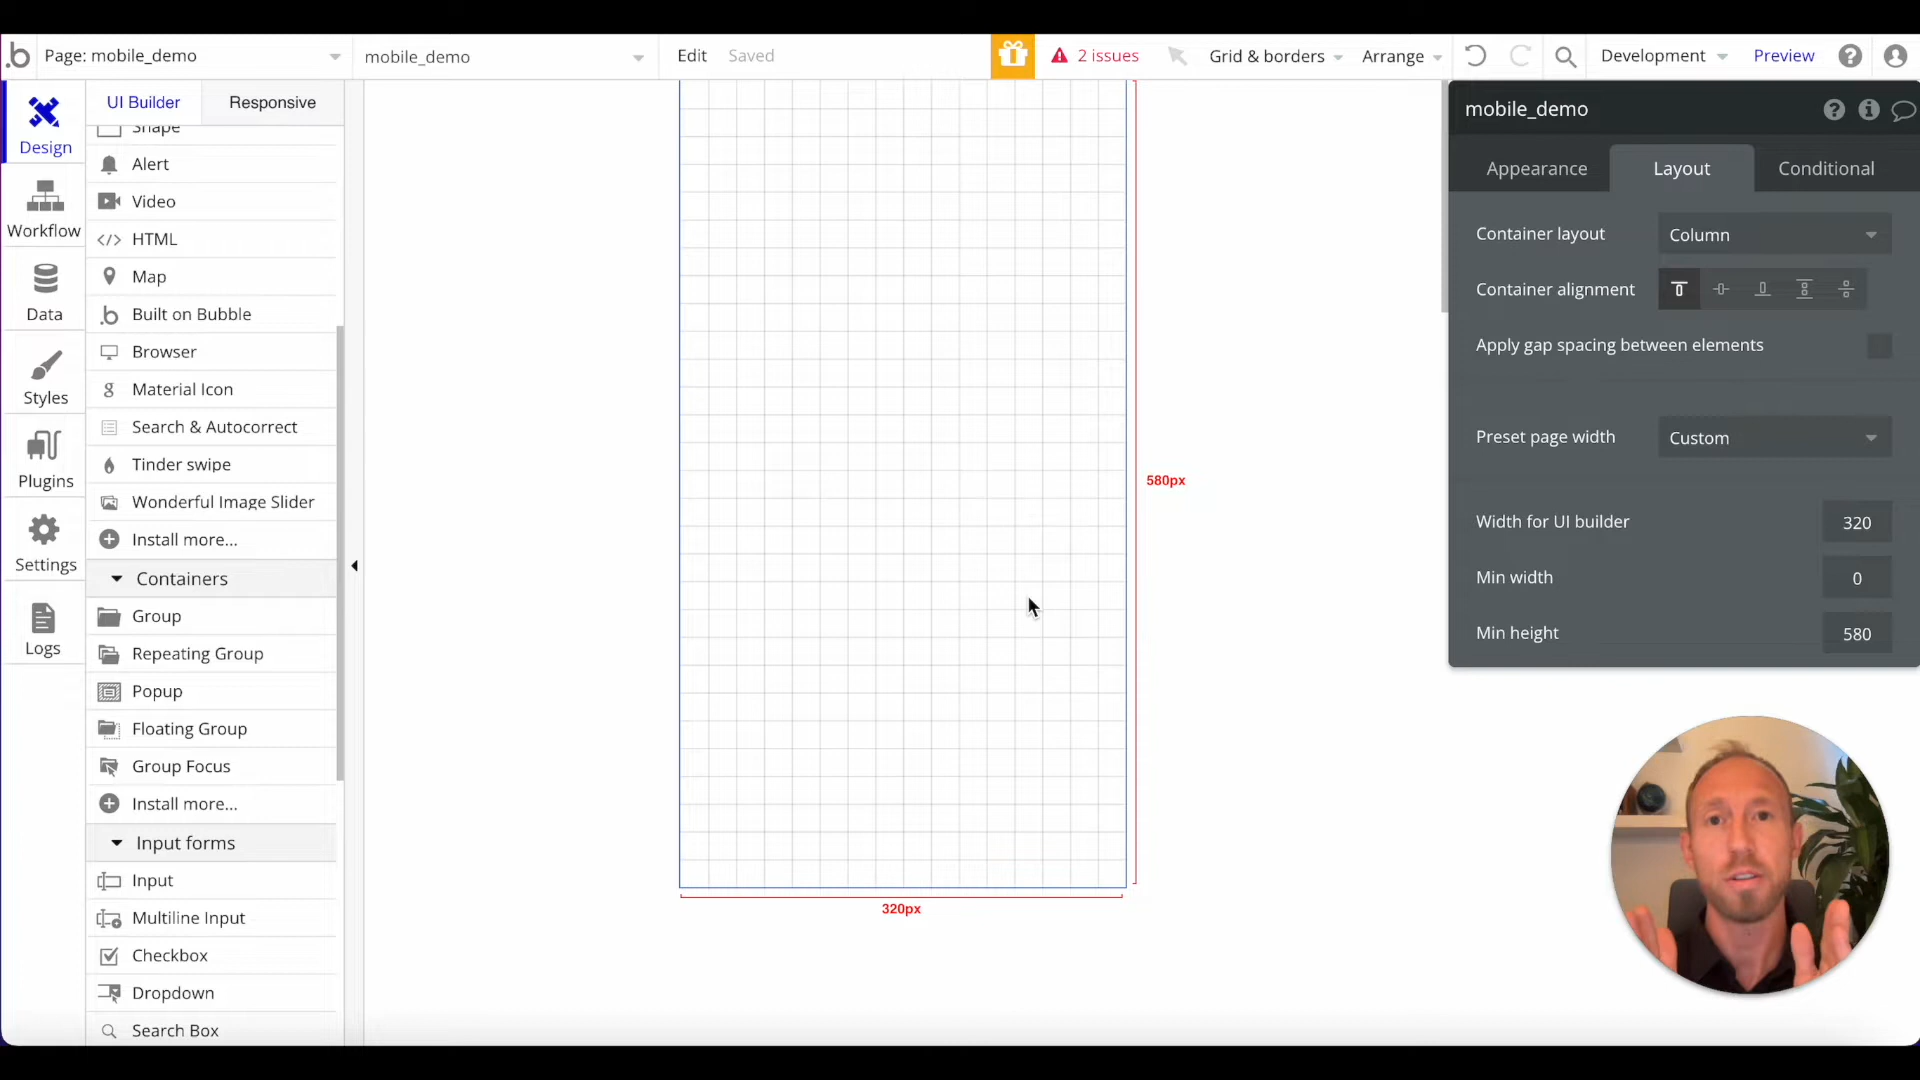 Page: mobile_demo
mobile_demo
Edit
Saved
2 issues
Grid & borders
Arrange
Development
Preview
Design
Workflow
Data
Styles
Plugins
Settings
Logs
UI Builder
Responsive
Shape
Alert
Video
HTML
Map
Built on Bubble
Browser
Material Icon
Search & Autocorrect
Tinder swipe
Wonderful Image Slider
Install more...
Containers
Group
Repeating Group
Popup
Floating Group
Group Focus
Install more...
Input forms
Input
Multiline Input
Checkbox
Dropdown
Search Box
580px
320px
mobile_demo
Appearance
Layout
Conditional
Container layout
Column
Container alignment
Apply gap spacing between elements
Preset page width
Custom
Width for UI builder
320
Min width
0
Min height
580